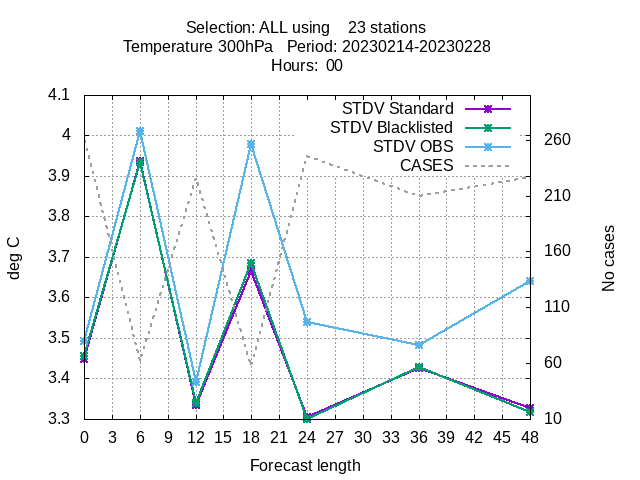 Selection: ALL using 23 stations
Temperature 300hPa Period: 20230214-20230228
Hours: 00
STDV Standard
STDV Blacklisted
STDV OBS
CASES
4.1
4
3.9
3.8
3.7
3.6
3.5
3.4
3.3
deg C
260
210
160
110
60
10
No cases
0 3 6 9 12 15 18 21 24 27 30 33 36 39 42 45 48
Forecast length